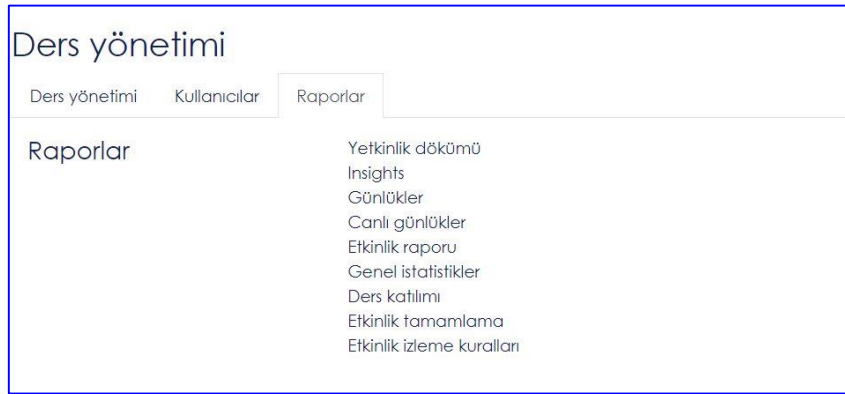 Ders yönetimi
Ders yönetimi Kullanıcılar Raporlar
Raporlar
Yetkinlik dökümü
Insights
Günlükler
Canlı günlükler
Etkinlik raporu
Genel istatistikler
Ders katılımı
Etkinlik tamamlama
Etkinlik izleme kuralları